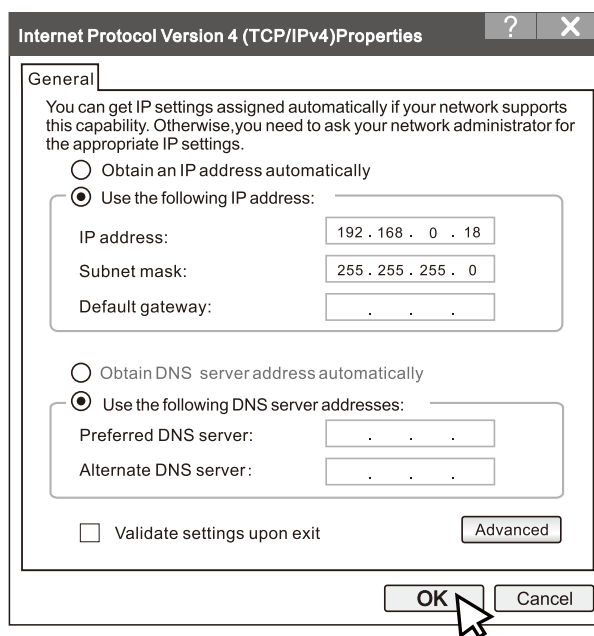 Internet Protocol Version 4 (TCP/IPv4)Properties ? X
General
You can get IP settings assigned automatically if your network supports
this capability. Otherwise,you need to ask your network administrator for
the appropriate IP settings.
Obtain an IP address automatically
Use the following IP address:
IP address: 192 . 168 . 0 . 18
Subnet mask: 255 . 255 . 255 . 0
Default gateway: . . .
Obtain DNS server address automatically
Use the following DNS server addresses:
Preferred DNS server: . . .
Alternate DNS server: . . .
Validate settings upon exit Advanced
OK Cancel